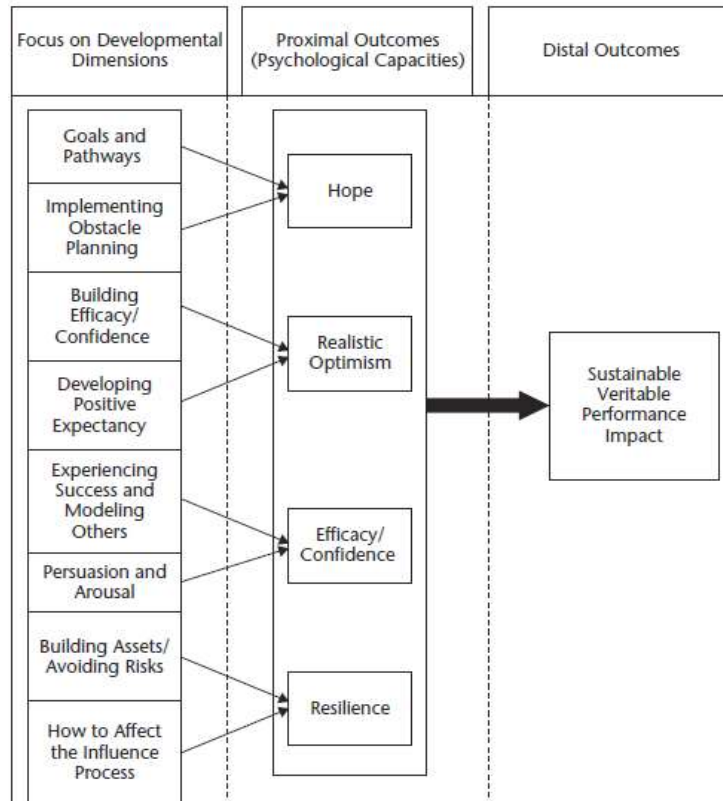 Focus on Developmental
Dimensions
Proximal Outcomes
(Psychological Capacities)
Distal Outcomes
Goals and
Pathways
Implementing
Obstacle
Planning
Building
Efficacy/
Confidence
Developing
Positive
Expectancy
Experiencing
Success and
Modeling
Others
Persuasion and
Arousal
Building Assets/
Avoiding Risks
How to Affect
the Influence
Process
Hope
Realistic
Optimism
Efficacy/
Confidence
Resilience
Sustainable
Veritable
Performance
Impact